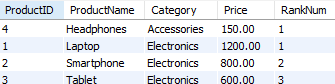 ProductID ProductName Category Price RankNum
4 Headphones Accessories 150.00 1
1 Laptop Electronics 1200.00 1
2 Smartphone Electronics 800.00 2
3 Tablet Electronics 600.00 3